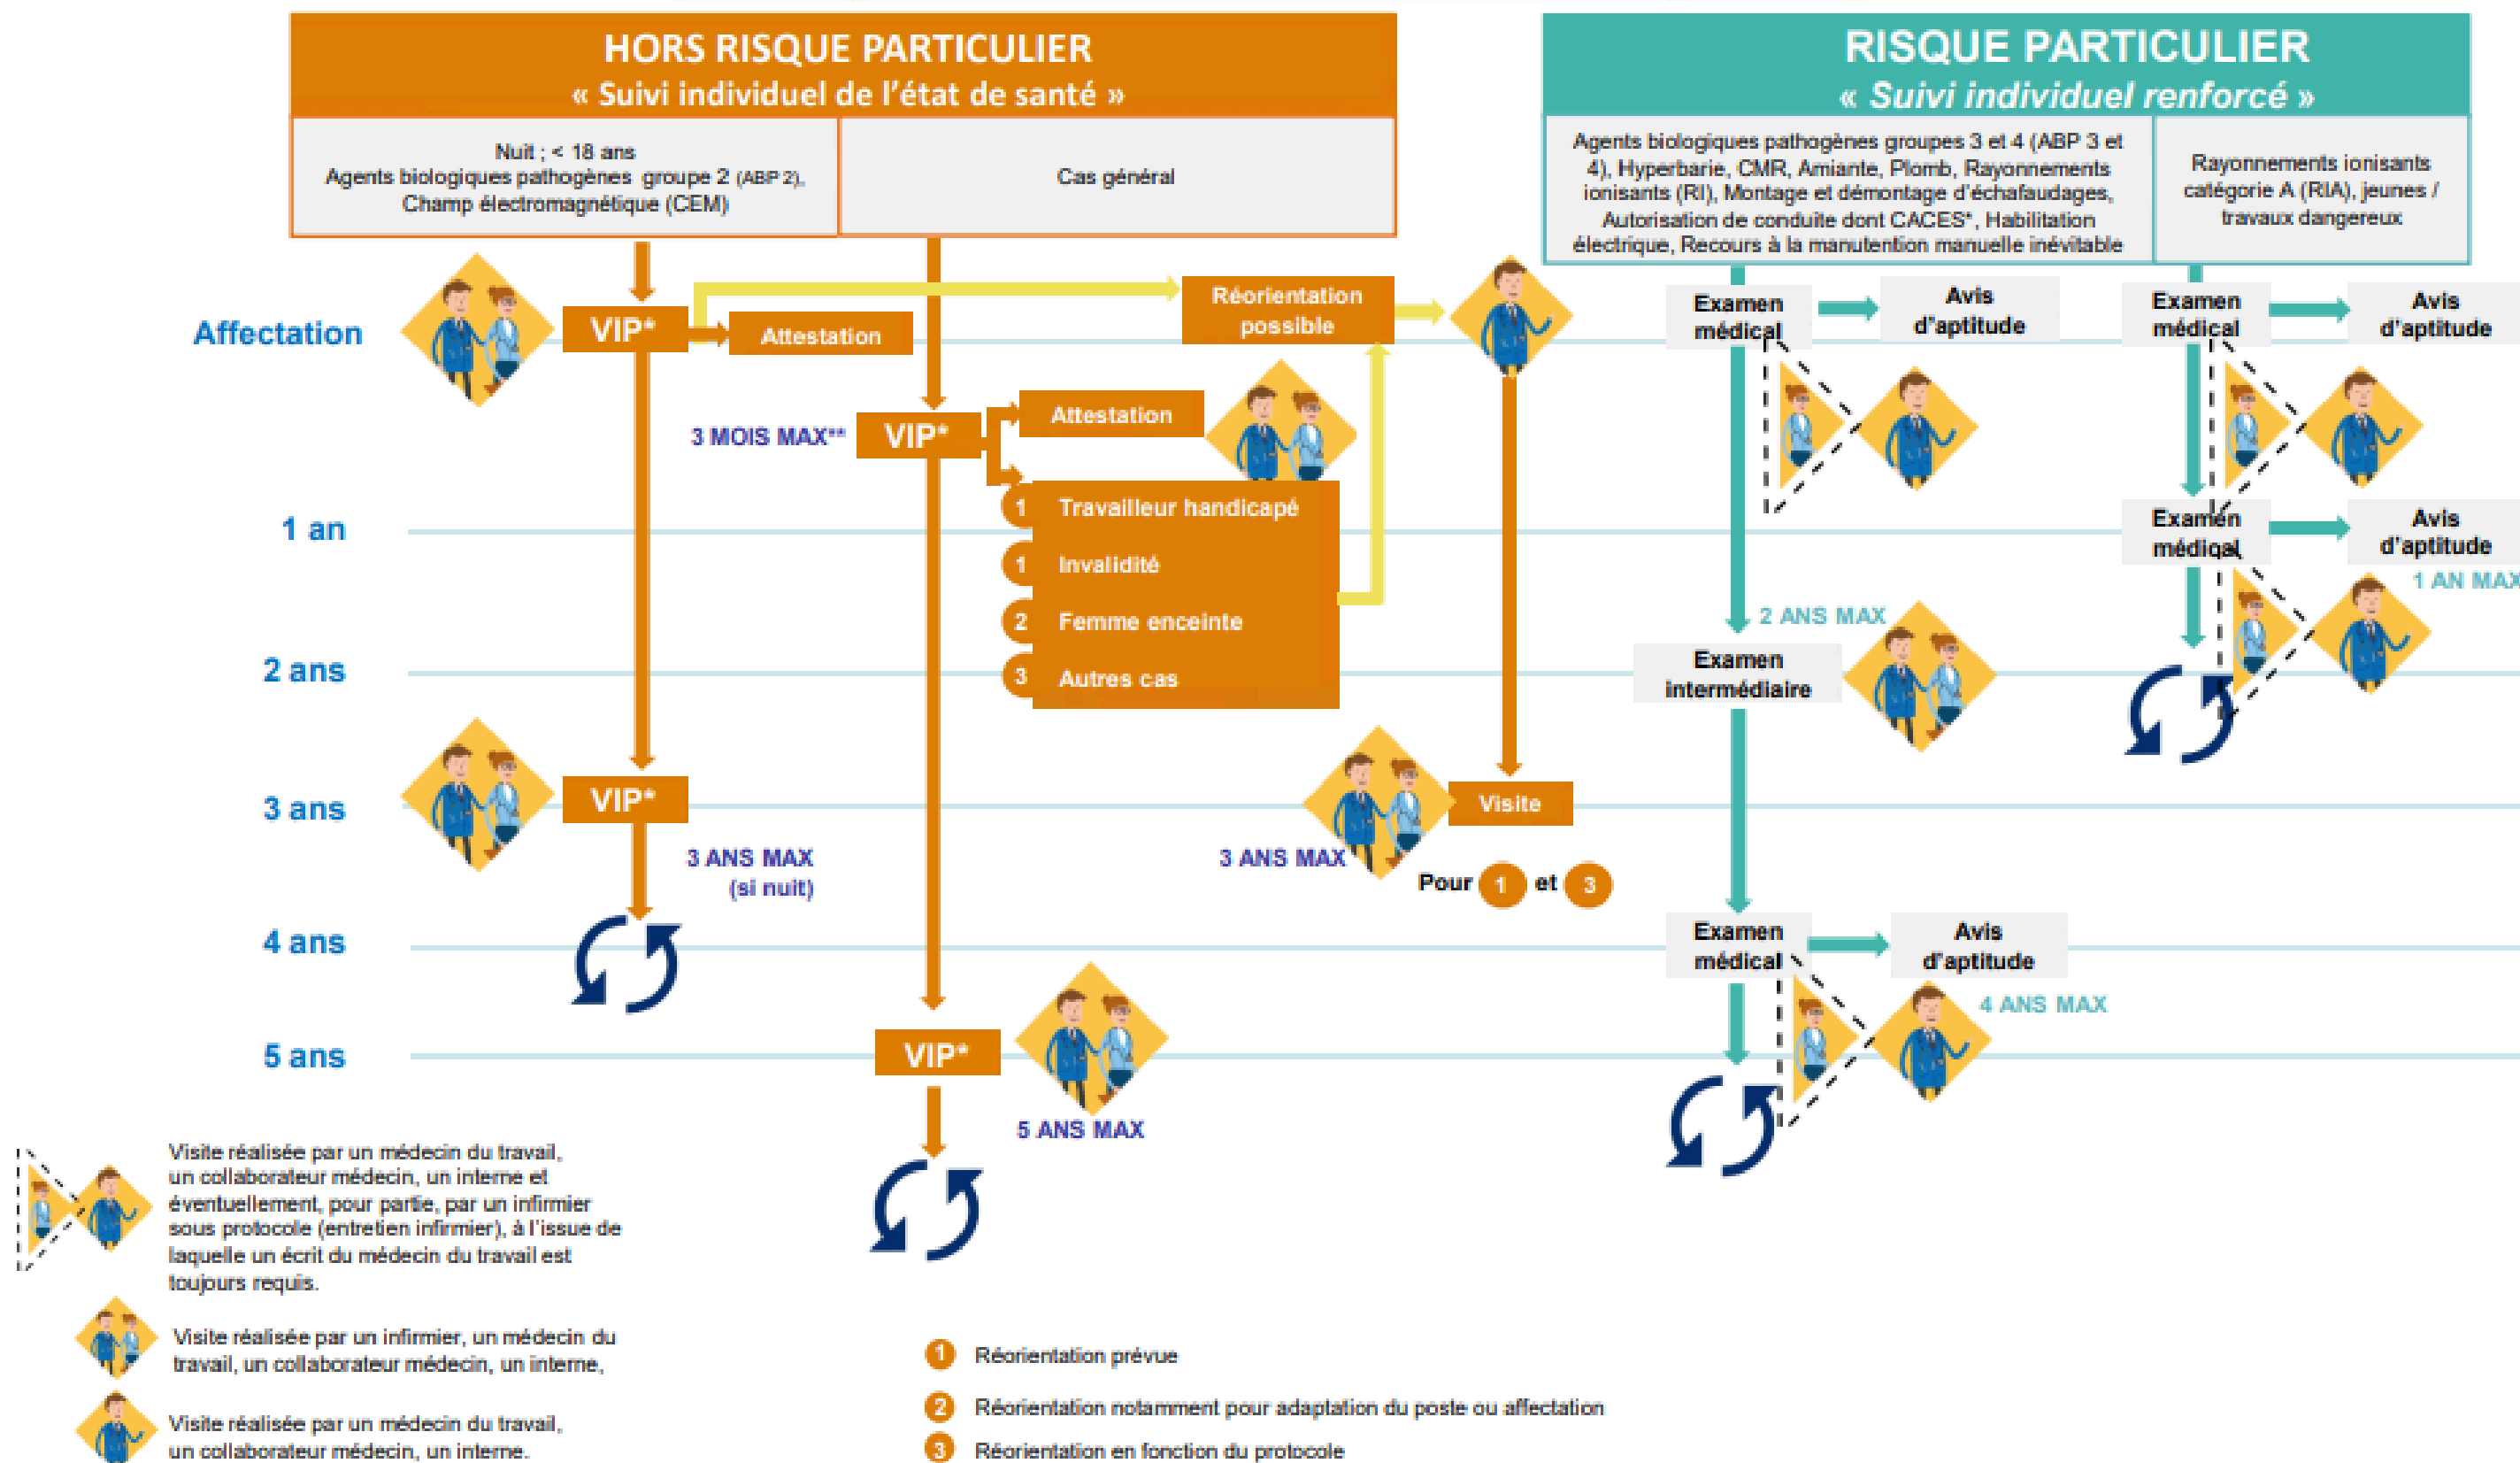 HORS RISQUE PARTICULIER
« Suivi individuel de l'état de santé »
Nuit ; < 18 ans
Agents biologiques pathogènes groupe 2 (ABP 2),
Champ électromagnétique (CEM)
Cas général
RISQUE PARTICULIER
« Suivi individuel renforcé »
Agents biologiques pathogènes groupes 3 et 4 (ABP 3 et
4), Hyperbarie, CMR, Amiante, Plomb, Rayonnements
ionisants (RI), Montage et démontage d'échafaudages,
Autorisation de conduite dont CACES*, Habilitation
électrique, Recours à la manutention manuelle inévitable
Rayonnements ionisants
catégorie A (RIA), jeunes /
travaux dangereux
Affectation
VIP*
Attestation
Réorientation
possible
Examen
médical
Avis
d'aptitude
Examen
médical
Avis
d'aptitude
3 MOIS MAX**
VIP*
Attestation
1 Travailleur handicapé
1 Invalidité
2 Femme enceinte
3 Autres cas
1 an
Examen
médical
Avis
d'aptitude
1 AN MAX
2 ans
2 ANS MAX
Examen
intermédiaire
3 ans
VIP*
3 ANS MAX
(si nuit)
3 ANS MAX
Visite
Pour 1 et 3
4 ans
Examen
médical
Avis
d'aptitude
4 ANS MAX
5 ans
VIP*
5 ANS MAX
Visite réalisée par un médecin du travail,
un collaborateur médecin, un interne et
éventuellement, pour partie, par un infirmier
sous protocole (entretien infirmier), à l'issue de
laquelle un écrit du médecin du travail est
toujours requis.
Visite réalisée par un infirmier, un médecin du
travail, un collaborateur médecin, un interne,
Visite réalisée par un médecin du travail,
un collaborateur médecin, un interne.
1 Réorientation prévue
2 Réorientation notamment pour adaptation du poste ou affectation
3 Réorientation en fonction du protocole